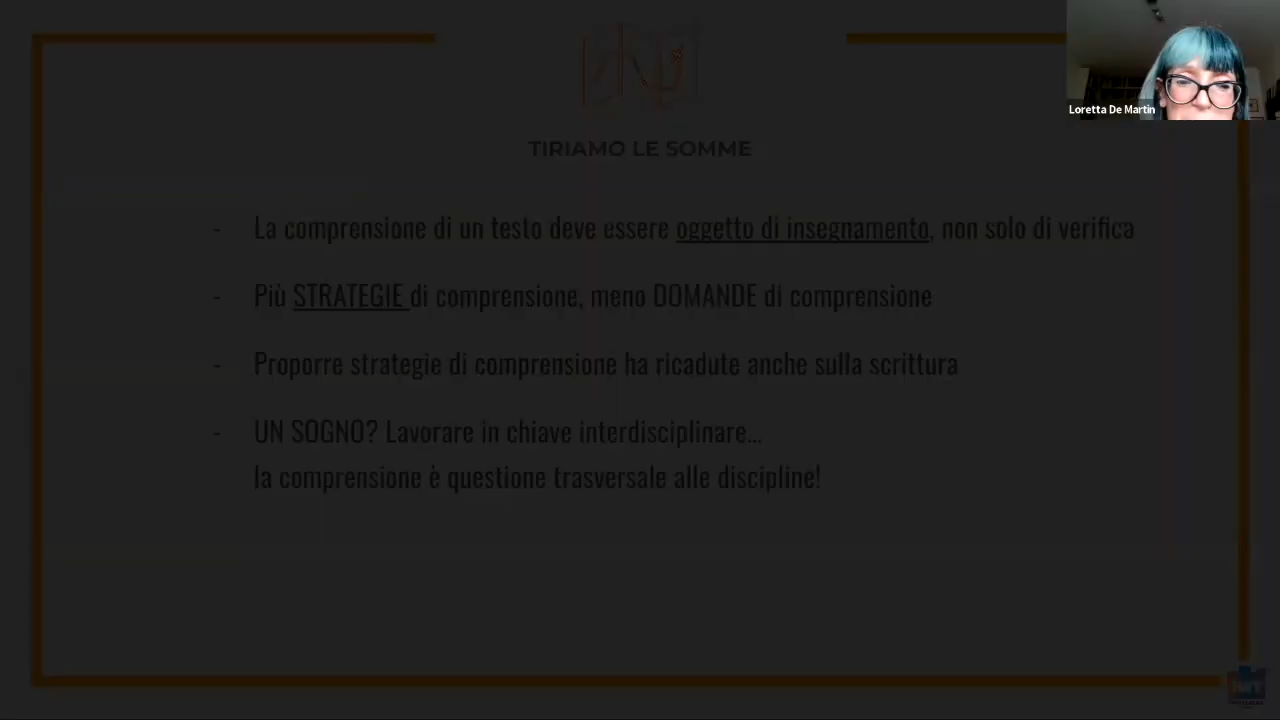 Loretta De Martin
TIRIAMO LE SOMME
- La comprensione di un testo deve essere oggetto di insegnamento, non solo di verifica
- Più STRATEGIE di comprensione, meno DOMANDE di comprensione
- Proporre strategie di comprensione ha ricadute anche sulla scrittura
- UN SOGNO? Lavorare in chiave interdisciplinare...
la comprensione è questione trasversale alle discipline!